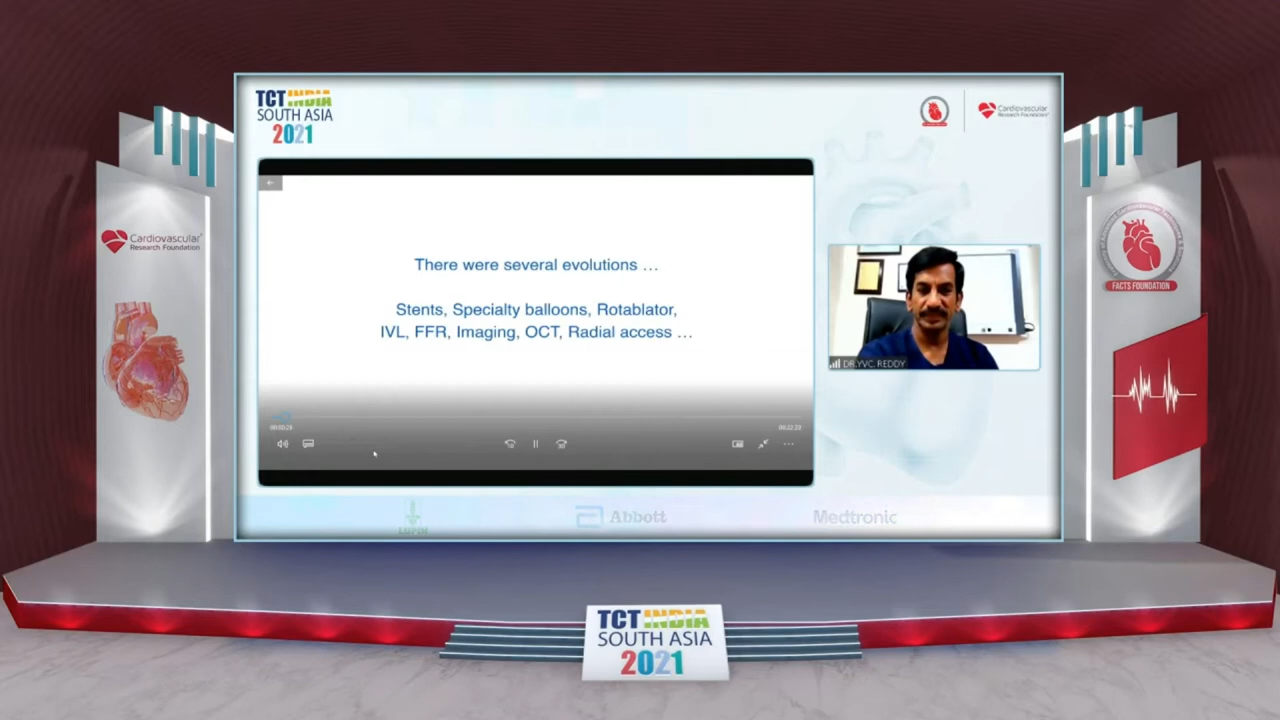 TCT INDIA
SOUTH ASIA
2021
Cardiovascular
Research Foundation
There were several evolutions …
Stents, Specialty balloons, Rotablator,
IVL, FFR, Imaging, OCT, Radial access …
DR.YVC. REDDY
LUPIN
Abbott
Medtronic
Cardiovascular
Research Foundation
FACTS FOUNDATION
TCT INDIA
SOUTH ASIA
2021